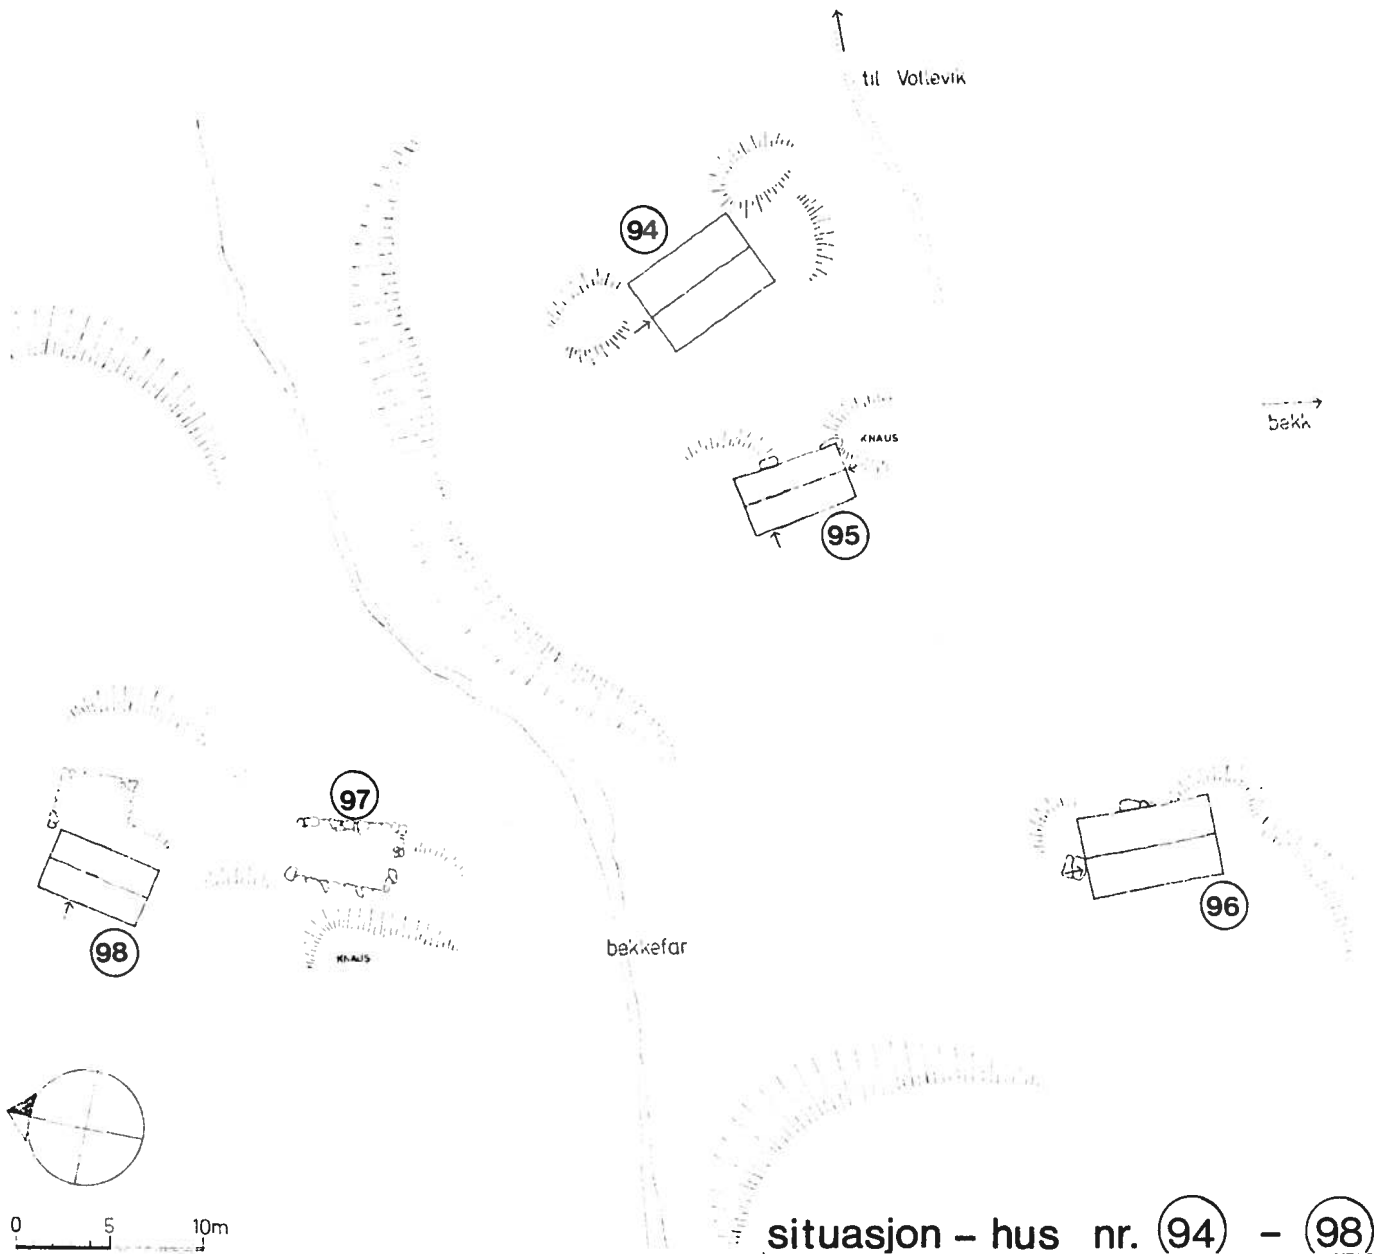 til Vollevik
94
bekk
KNAUS
95
97
96
98
KNAUS
bekkefar
0 5 10m
situasjon – hus nr. 94 – 98